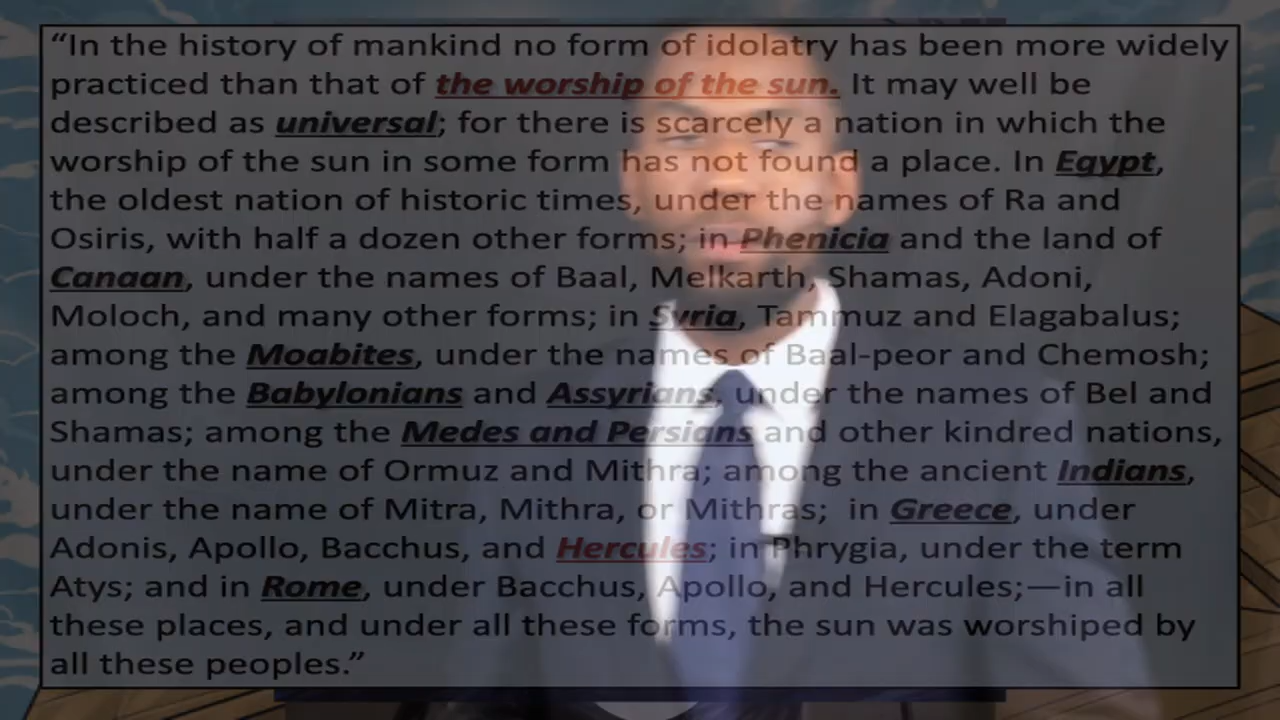 “In the history of mankind no form of idolatry has been more widely
practiced than that of the worship of the sun. It may well be
described as universal; for there is scarcely a nation in which the
worship of the sun in some form has not found a place. In Egypt,
the oldest nation of historic times, under the names of Ra and
Osiris, with half a dozen other forms; in Phenicia and the land of
Canaan, under the names of Baal, Melkarth, Shamas, Adoni,
Moloch, and many other forms; in Syria, Tammuz and Elagabalus;
among the Moabites, under the names of Baal-peor and Chemosh;
among the Babylonians and Assyrians, under the names of Bel and
Shamas; among the Medes and Persians and other kindred nations,
under the name of Ormuz and Mithra; among the ancient Indians,
under the name of Mitra, Mithra, or Mithras;  in Greece, under
Adonis, Apollo, Bacchus, and Hercules; in Phrygia, under the term
Atys; and in Rome, under Bacchus, Apollo, and Hercules;—in all
these places, and under all these forms, the sun was worshiped by
all these peoples.”